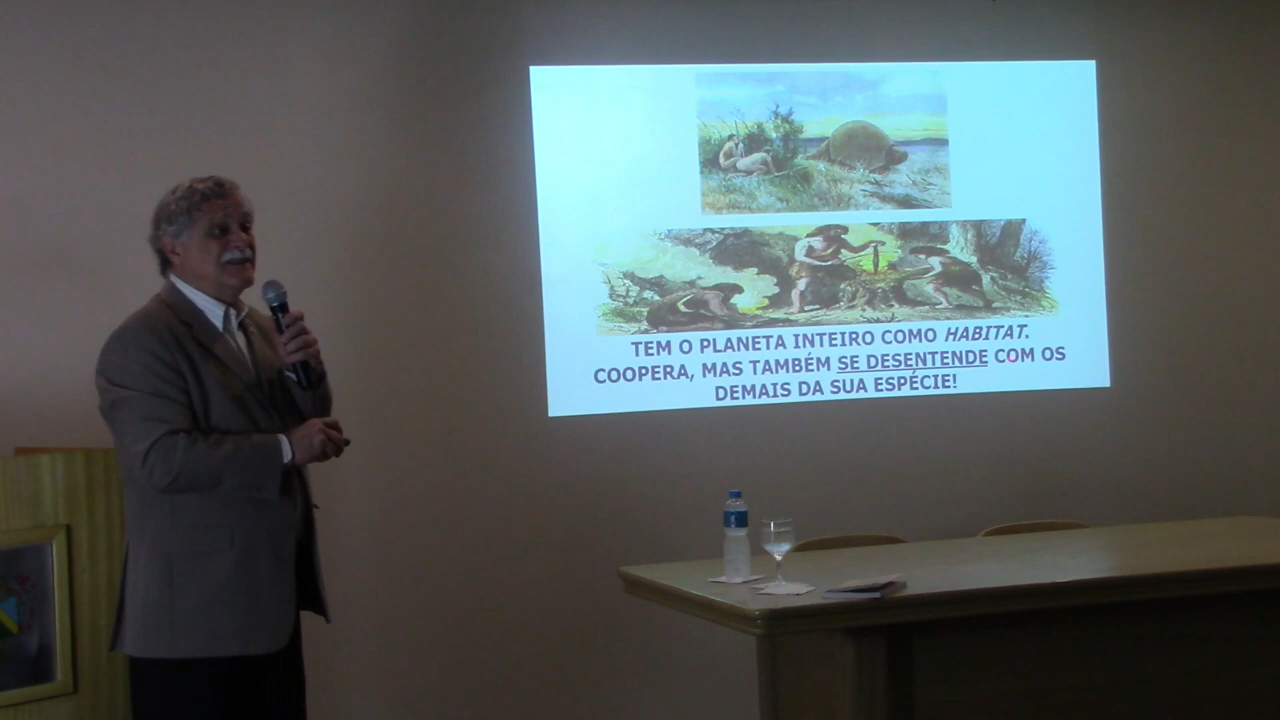 TEM O PLANETA INTEIRO COMO HABITAT.
COOPERA, MAS TAMBÉM SE DESENTENDE COM OS
DEMAIS DA SUA ESPÉCIE!